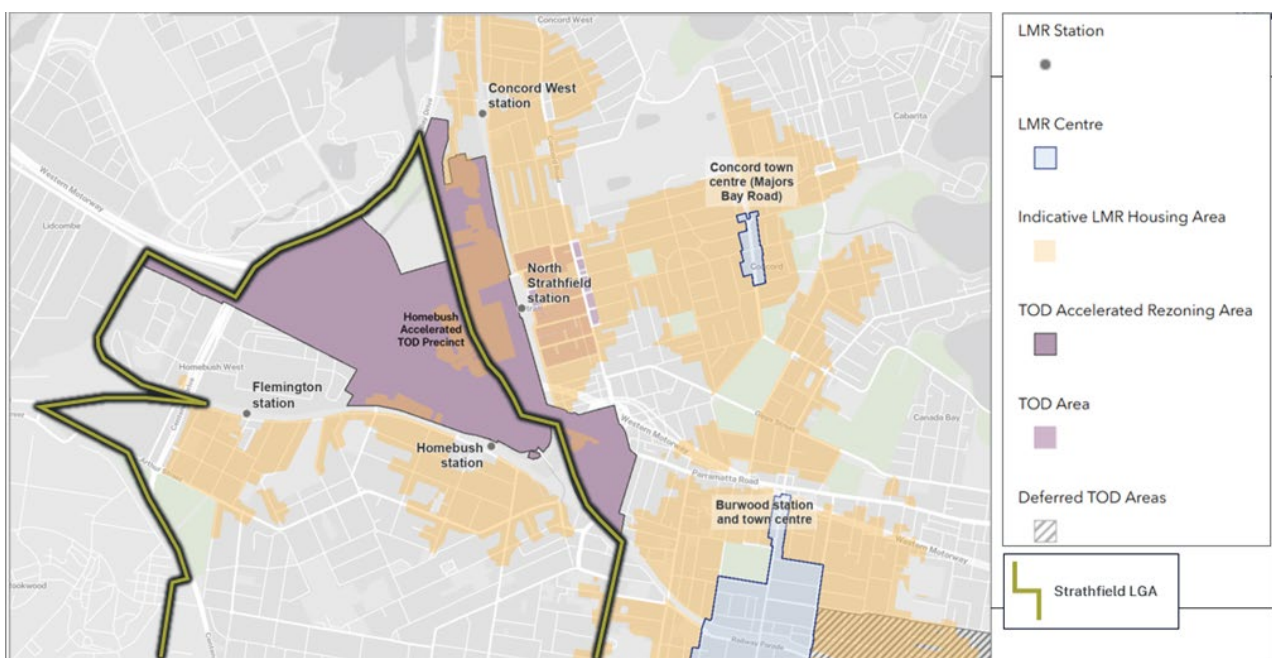 Concord West
Concord West
station
Cabarita
Western Motorway
Lidcombe
Concord town
centre (Majors
Bay Road)
Concord
North
Strathfield
station
Homebush
Accelerated
TOD Precinct
Homebush West
Flemington
station
Canada Bay
Arthur Street
Western Motorway
Homebush
station
Parramatta Road
Burwood station
and town centre
Western Motorway
Railway Parade
LMR Station
LMR Centre
Indicative LMR Housing Area
TOD Accelerated Rezoning Area
TOD Area
Deferred TOD Areas
Strathfield LGA